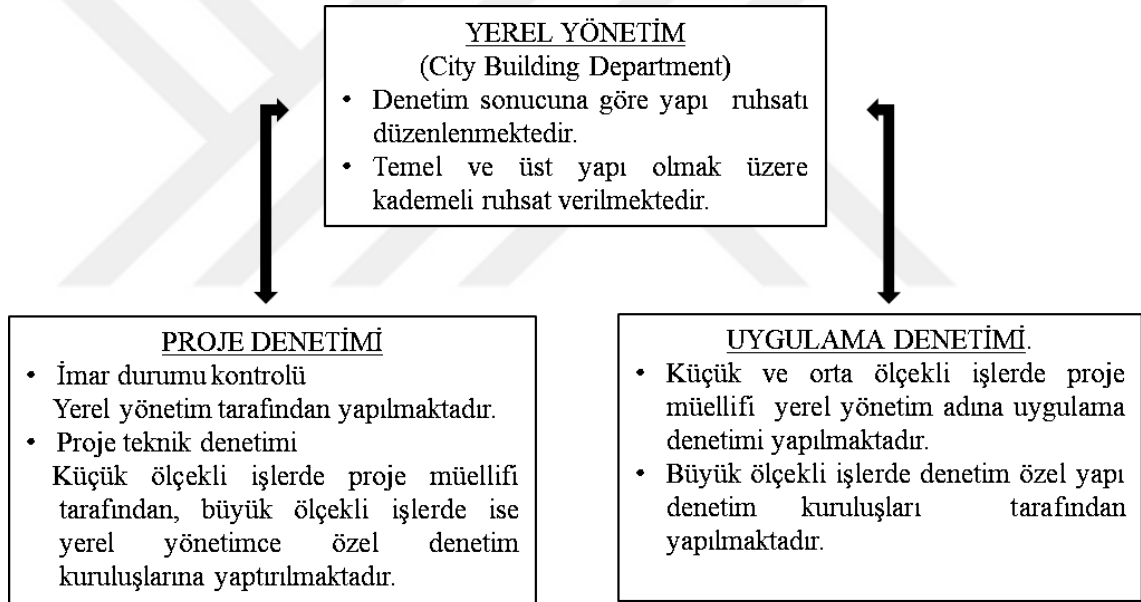 YEREL YÖNETİM
(City Building Department)
• Denetim sonucuna göre yapı ruhsatı
düzenlenmektedir.
• Temel ve üst yapı olmak üzere
kademeli ruhsat verilmektedir.
PROJE DENETİMİ
• İmar durumu kontrolü
Yerel yönetim tarafından yapılmaktadır.
• Proje teknik denetimi
Küçük ölçekli işlerde proje müellifi
tarafından, büyük ölçekli işlerde ise
yerel yönetimce özel denetim
kuruluşlarına yaptırılmaktadır.
UYGULAMA DENETİMİ.
• Küçük ve orta ölçekli işlerde proje
müellifi yerel yönetim adına uygulama
denetimi yapılmaktadır.
• Büyük ölçekli işlerde denetim özel yapı
denetim kuruluşları tarafından
yapılmaktadır.